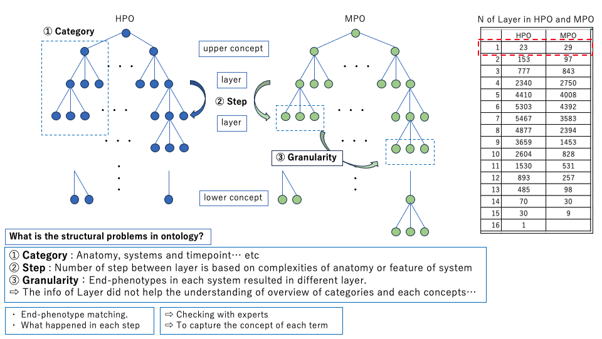 HPO
MPO
N of Layer in HPO and MPO
① Category
upper concept
layer
② Step
layer
③ Granularity
lower concept
HPO MPO
1 23 29
2 153 97
3 777 843
4 2340 2750
5 4410 4008
6 5303 4392
7 5467 3583
8 4877 2394
9 3659 1453
10 2604 828
11 1530 531
12 893 257
13 485 98
14 70 30
15 30 9
16 1
What is the structural problems in ontology?
① Category : Anatomy, systems and timepoint… etc
② Step : Number of step between layer is based on complexities of anatomy or feature of system
③ Granularity : End-phenotypes in each system resulted in different layer.
⇨ The info of Layer did not help the understanding of overview of categories and each concepts…
・ End-phenotype matching.
・ What happened in each step
⇨ Checking with experts
⇨ To capture the concept of each term